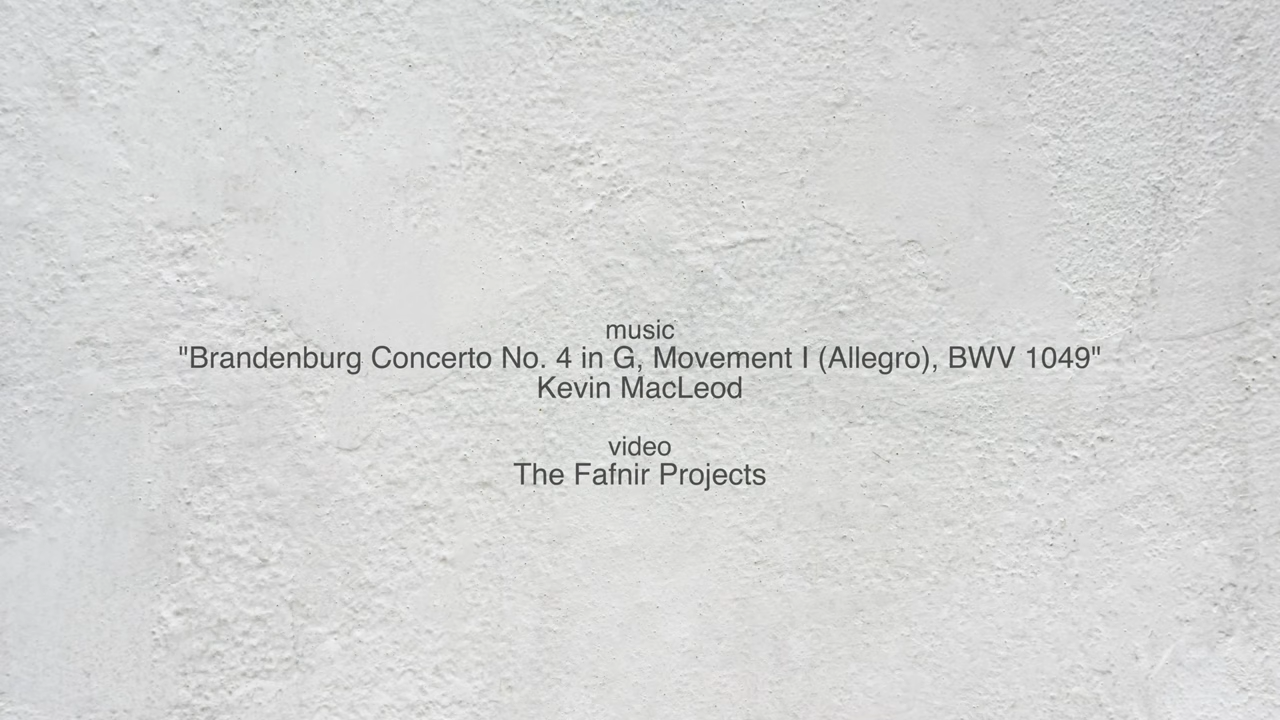 music
"Brandenburg Concerto No. 4 in G, Movement I (Allegro), BWV 1049"
Kevin MacLeod
video
The Fafnir Projects